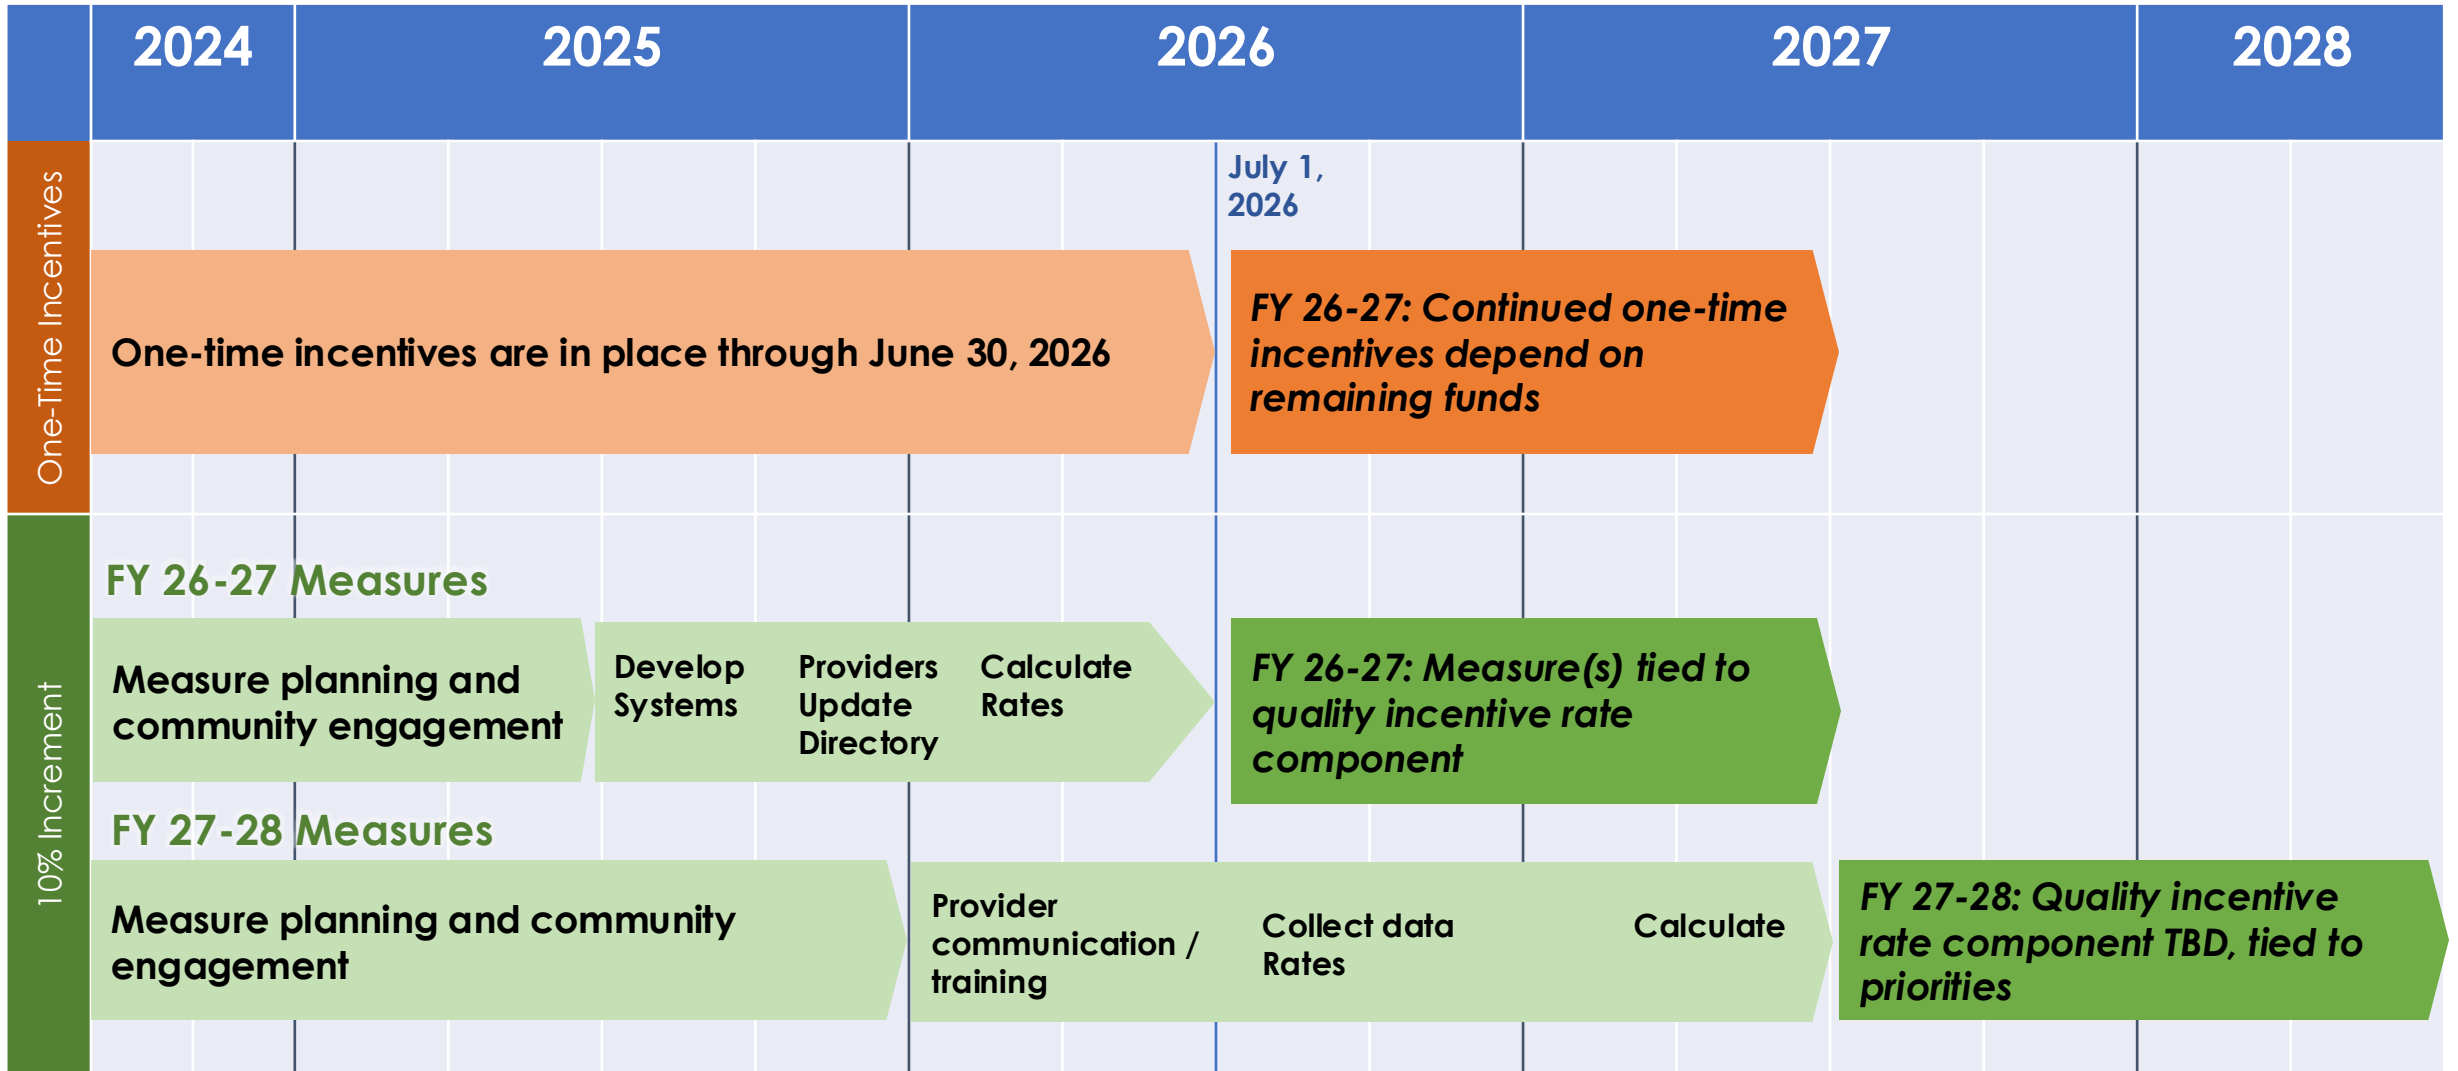 2024
2025
2026
2027
2028
One-Time Incentives
July 1,
2026
One-time incentives are in place through June 30, 2026
FY 26-27: Continued one-time
incentives depend on
remaining funds
10% Increment
FY 26-27 Measures
Measure planning and
community engagement
Develop
Systems
Providers
Update
Directory
Calculate
Rates
FY 26-27: Measure(s) tied to
quality incentive rate
component
FY 27-28 Measures
Measure planning and community
engagement
Provider
communication /
training
Collect data
Rates
Calculate
FY 27-28: Quality incentive
rate component TBD, tied to
priorities